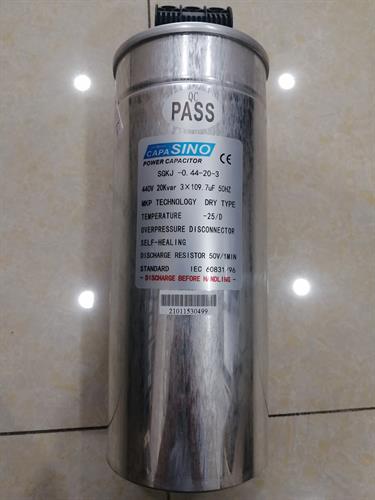 QC
PASS
CAPASINO
POWER CAPACITOR CE
SGKJ -0.44-20-3
440V 20Kvar 3×109.7uF 50HZ
MKP TECHNOLOGY DRY TYPE
TEMPERATURE -25/D
OVERPRESSURE DISCONNECTOR
SELF-HEALING
DISCHARGE RESISTOR 50V/1MIN
STANDARD IEC 60831/96
- DISCHARGE BEFORE HANDLING -
21011530499